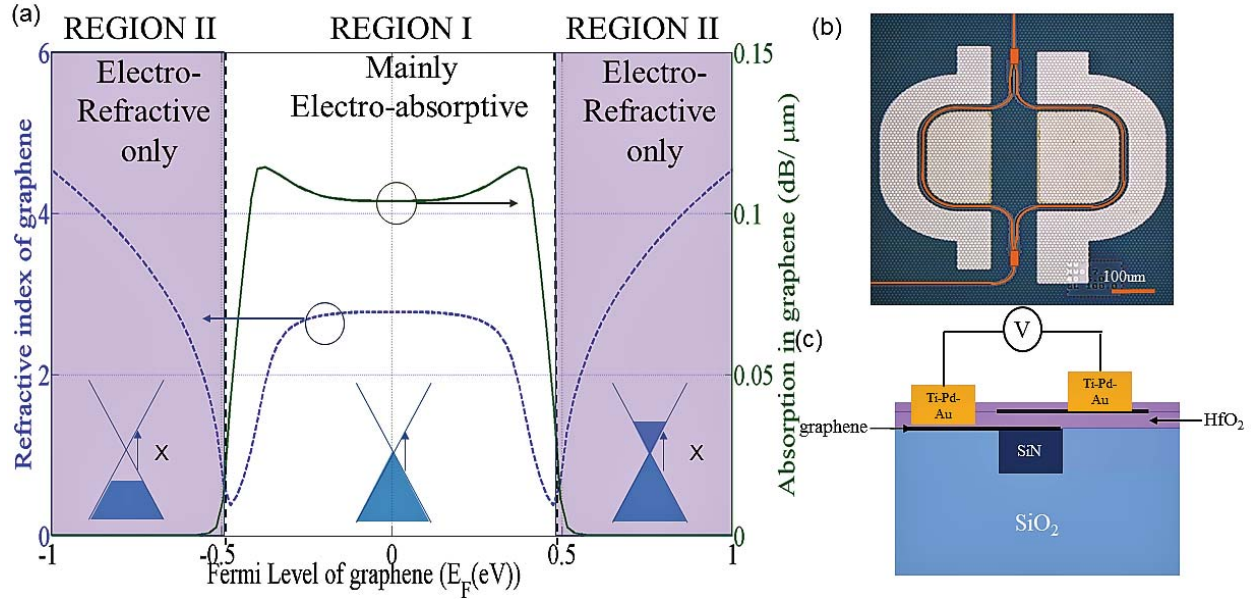 (a)
REGION II
REGION I
REGION II
6
4
2
0
Refractive index of graphene
Electro-
Refractive
only
Mainly
Electro-absorptive
Electro-
Refractive
only
0.15
0.1
0.05
0
Absorption in graphene (dB/ μm)
X
X
X
-1
-0.5
0
0.5
1
Fermi Level of graphene (E_F(eV))
(b)
100um
(c)
V
Ti-Pd-
Au
Ti-Pd-
Au
graphene
HfO₂
SiN
SiO₂